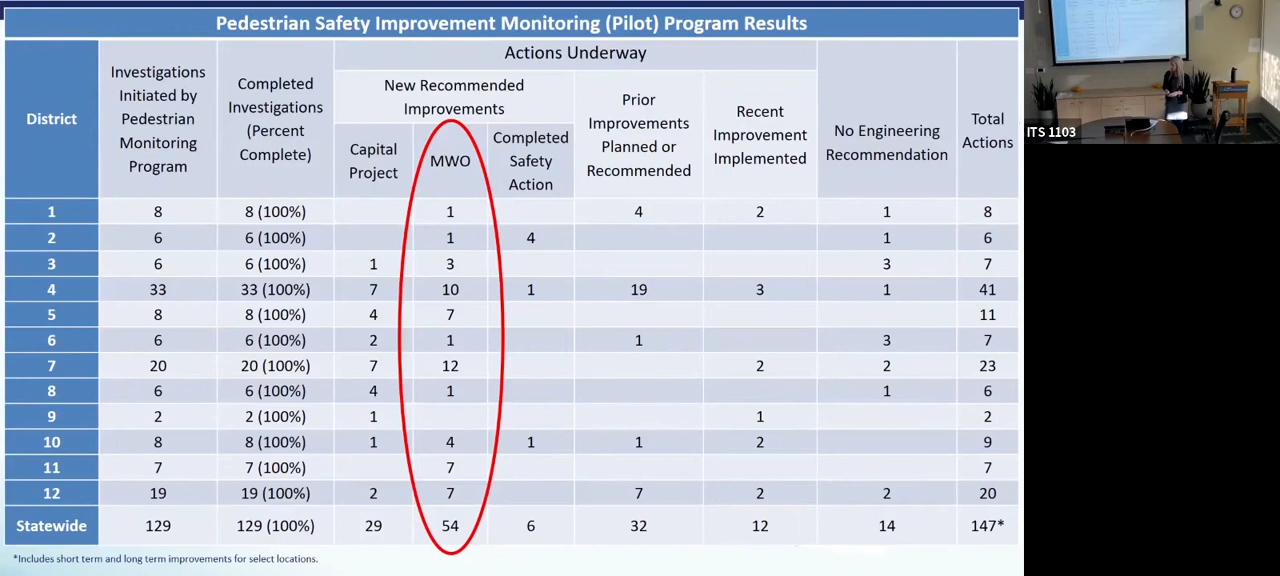 Pedestrian Safety Improvement Monitoring (Pilot) Program Results
District
Investigations
Initiated by
Pedestrian
Monitoring
Program
Completed
Investigations
(Percent
Complete)
Actions Underway
New Recommended
Improvements
Capital
Project
MWO
Completed
Safety
Action
Prior
Improvements
Planned or
Recommended
Recent
Improvement
Implemented
No Engineering
Recommendation
Total
Actions
1 8 8 (100%) 1 4 2 1 8
2 6 6 (100%) 1 4 1 6
3 6 6 (100%) 1 3 3 7
4 33 33 (100%) 7 10 1 19 3 1 41
5 8 8 (100%) 4 7 11
6 6 6 (100%) 2 1 1 3 7
7 20 20 (100%) 7 12 2 2 23
8 6 6 (100%) 4 1 1 6
9 2 2 (100%) 1 1 2
10 8 8 (100%) 1 4 1 1 2 9
11 7 7 (100%) 7 7
12 19 19 (100%) 2 7 7 2 2 20
Statewide 129 129 (100%) 29 54 6 32 12 14 147*
*Includes short term and long term improvements for select locations.
ITS 1103